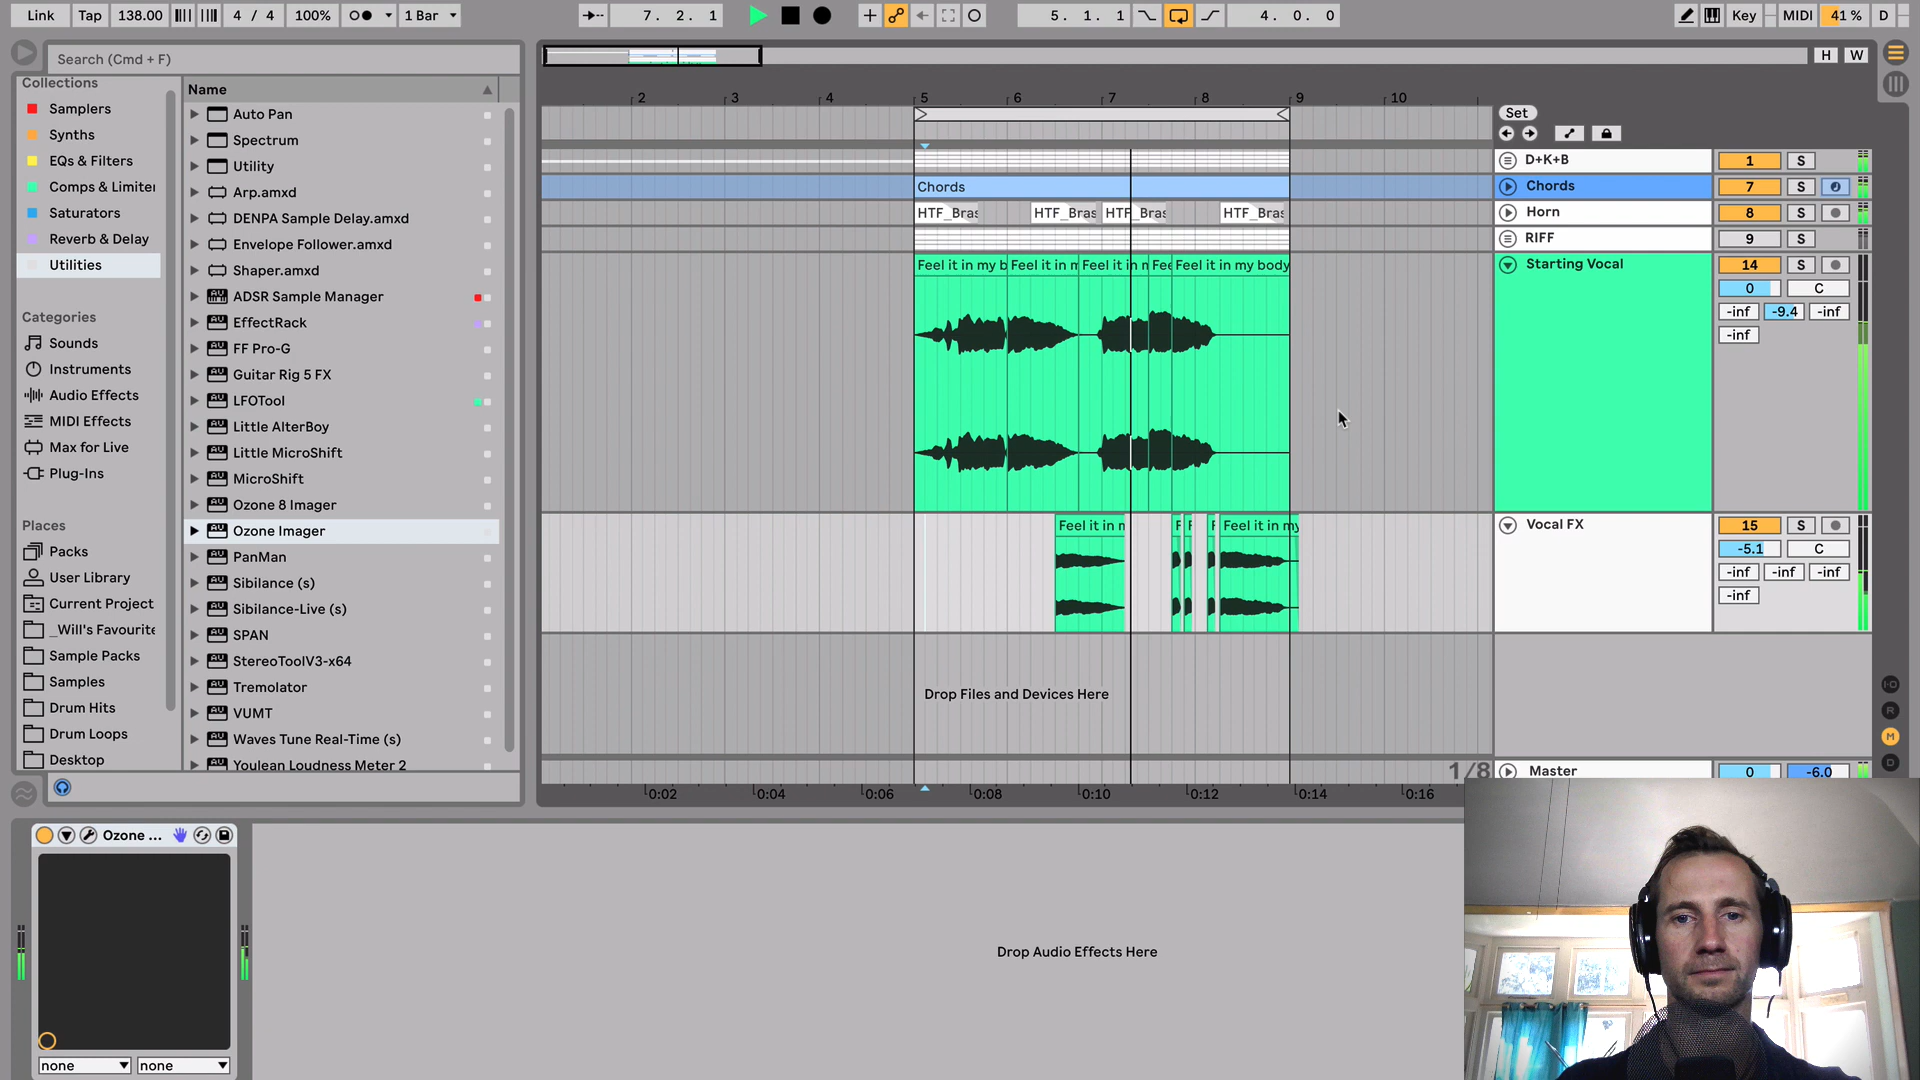 Link Tap 138.00 4 / 4 100% 1 Bar 7. 2. 1 5. 1. 1 4. 0. 0 Key MIDI 41 % D
Search (Cmd + F)
H W
Collections
Samplers
Synths
EQs & Filters
Comps & Limiter
Saturators
Reverb & Delay
Utilities
Categories
Sounds
Instruments
Audio Effects
MIDI Effects
Max for Live
Plug-Ins
Places
Packs
User Library
Current Project
_Will's Favourite
Sample Packs
Samples
Drum Hits
Drum Loops
Desktop
Name
Auto Pan
Spectrum
Utility
Arp.amxd
DENPA Sample Delay.amxd
Envelope Follower.amxd
Shaper.amxd
ADSR Sample Manager
EffectRack
FF Pro-G
Guitar Rig 5 FX
LFOTool
Little AlterBoy
Little MicroShift
MicroShift
Ozone 8 Imager
Ozone Imager
PanMan
Sibilance (s)
Sibilance-Live (s)
SPAN
StereoToolV3-x64
Tremolator
VUMT
Waves Tune Real-Time (s)
Youlean Loudness Meter 2
2 3 4 5 6 7 8 9 10
Set
D+K+B 1 S
Chords Chords 7 S
HTF_Bras HTF_Bras HTF_Bras HTF_Bras Horn 8 S
RIFF 9 S
Feel it in my b Feel it in m Feel it in m Fee Feel it in my body Starting Vocal 14 S
0 C
-inf -9.4 -inf
-inf
Feel it in m F F F Feel it in my Vocal FX 15 S
-5.1 C
-inf -inf -inf
-inf
Drop Files and Devices Here
I-O
R
M
D
1/8 Master 0 -6.0
0:02 0:04 0:06 0:08 0:10 0:12 0:14 0:16
Ozone ...
Drop Audio Effects Here
none none